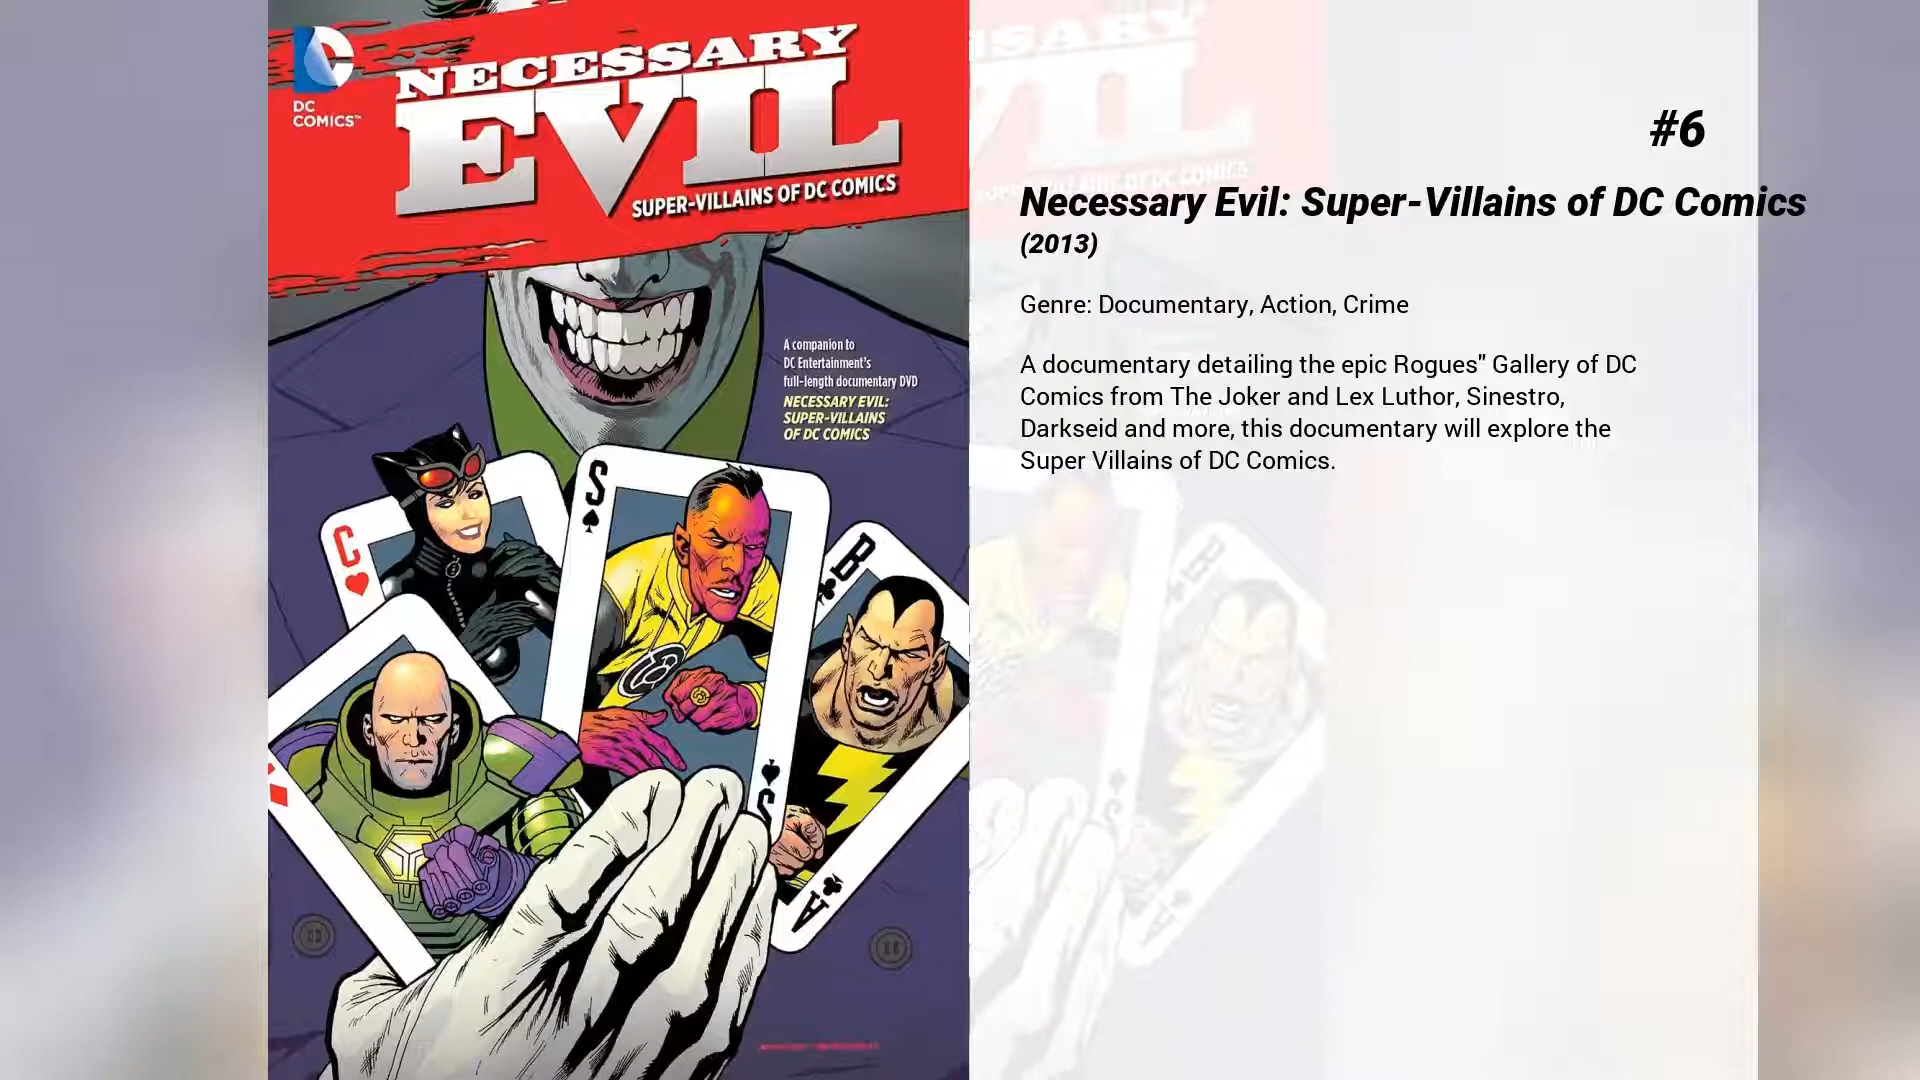 DC
COMICS™
NECESSARY
EVIL
SUPER-VILLAINS OF DC COMICS
A companion to
DC Entertainment's
full-length documentary DVD
NECESSARY EVIL:
SUPER-VILLAINS
OF DC COMICS
C
S
B
S
A
#6
Necessary Evil: Super-Villains of DC Comics
(2013)
Genre: Documentary, Action, Crime
A documentary detailing the epic Rogues" Gallery of DC
Comics from The Joker and Lex Luthor, Sinestro,
Darkseid and more, this documentary will explore the
Super Villains of DC Comics.